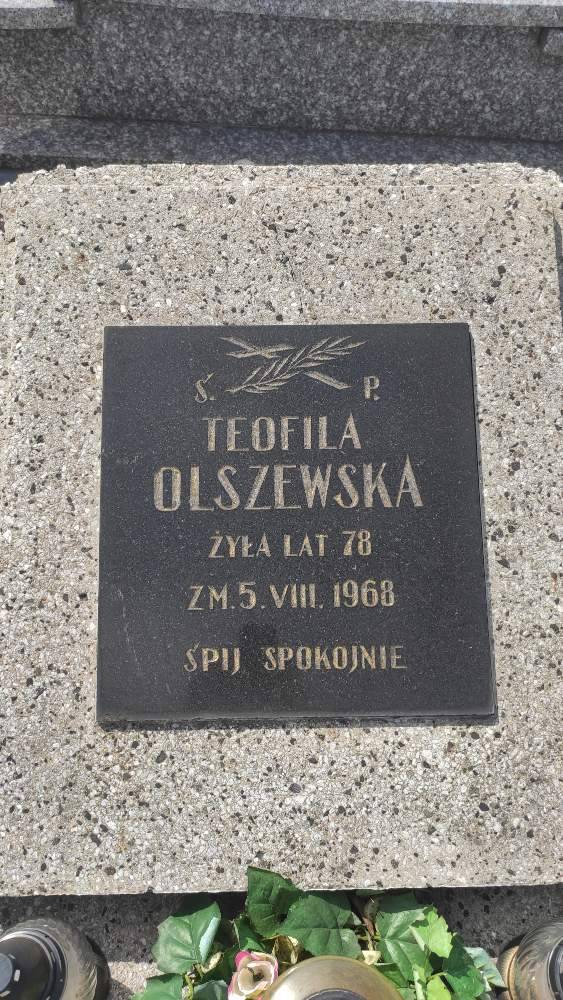 Ś. P.
TEOFILA
OLSZEWSKA
ŻYŁA LAT 78
ZM. 5. VIII. 1968
ŚPIJ SPOKOJNIE